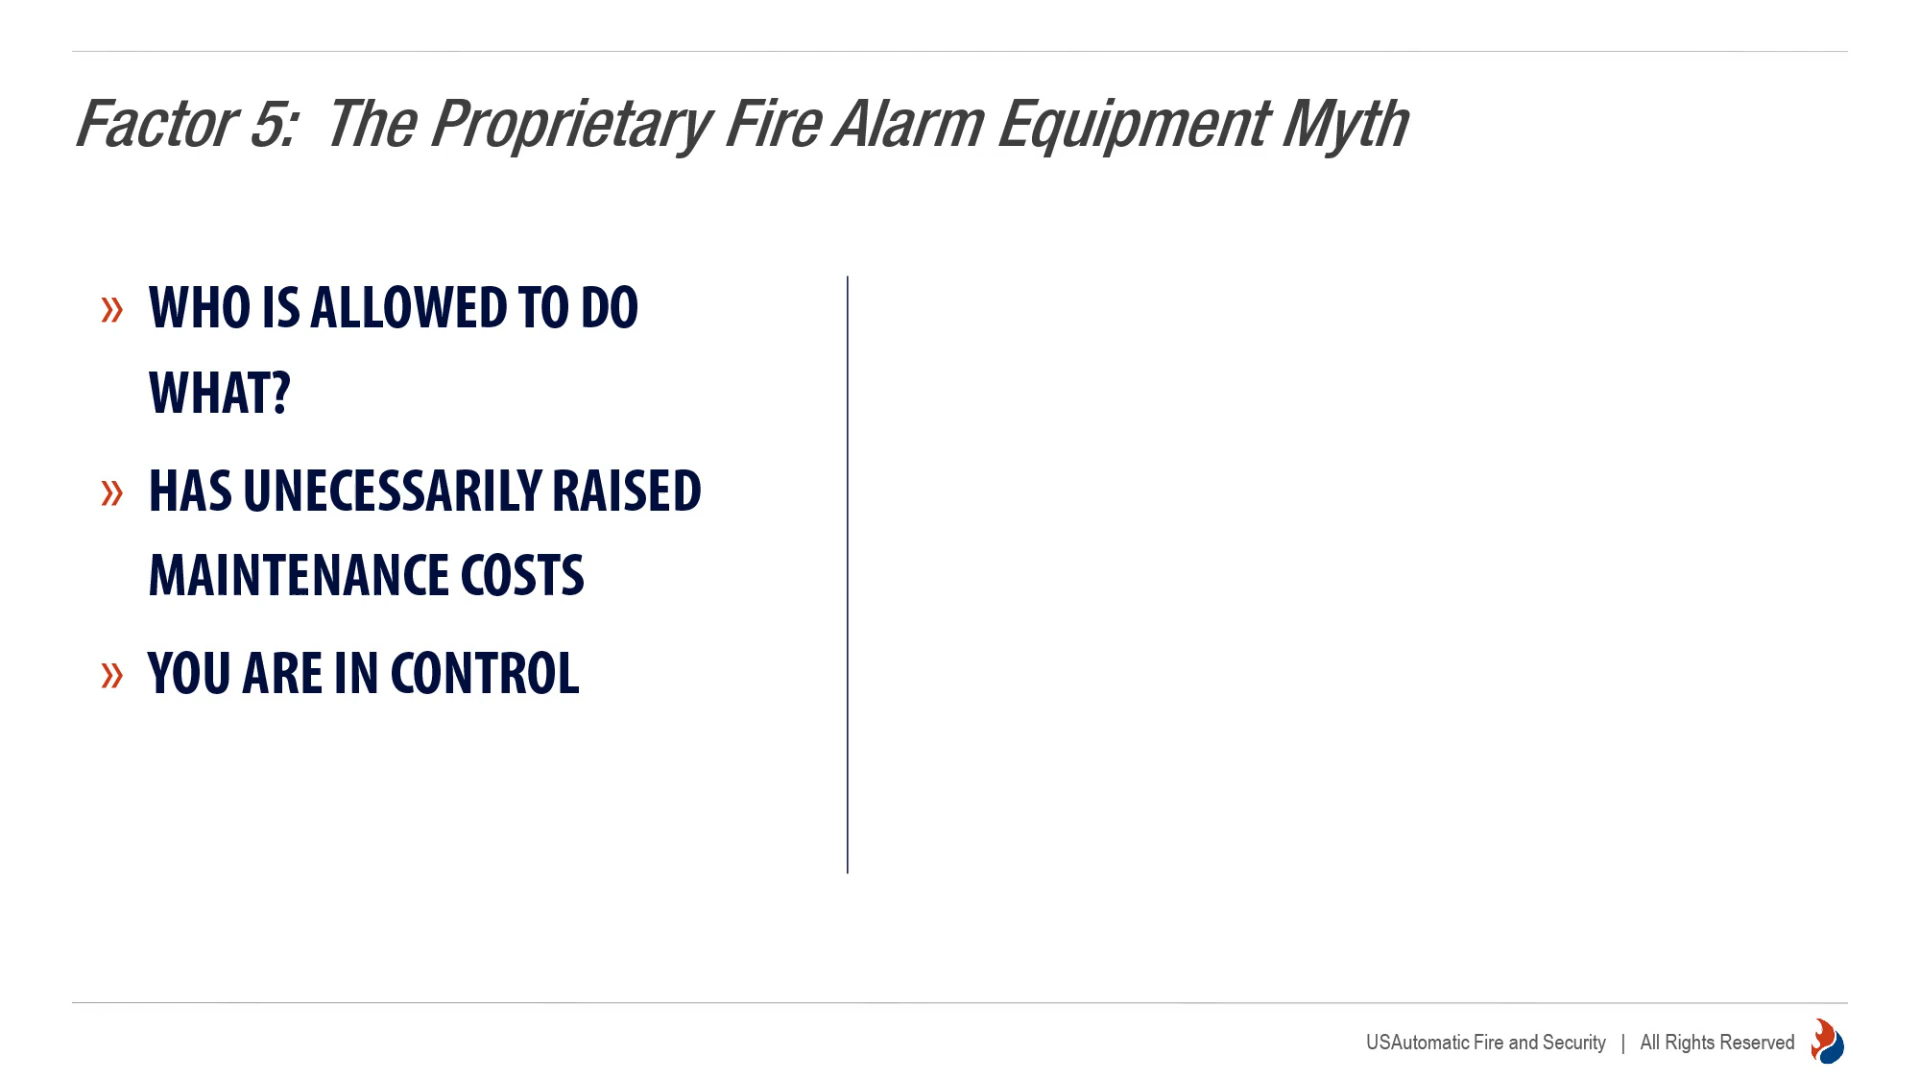 Factor 5: The Proprietary Fire Alarm Equipment Myth
» WHO IS ALLOWED TO DO
WHAT?
» HAS UNECESSARILY RAISED
MAINTENANCE COSTS
» YOU ARE IN CONTROL
USAutomatic Fire and Security | All Rights Reserved